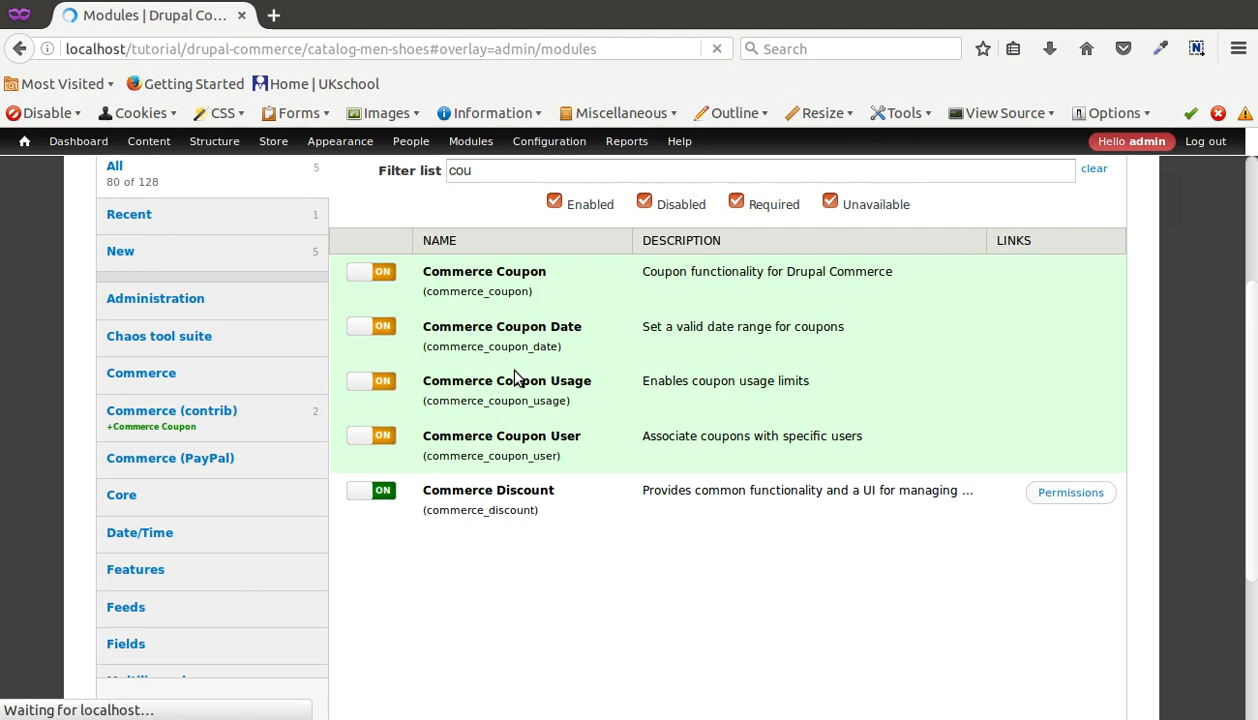 Modules | Drupal Co...
localhost/tutorial/drupal-commerce/catalog-men-shoes#overlay=admin/modules
Search
Most Visited
Getting Started
Home | UKschool
Disable
Cookies
CSS
Forms
Images
Information
Miscellaneous
Outline
Resize
Tools
View Source
Options
Dashboard
Content
Structure
Store
Appearance
People
Modules
Configuration
Reports
Help
Hello admin
Log out
All 5
80 of 128
Recent 1
New 5
Administration
Chaos tool suite
Commerce
Commerce (contrib) 2
+Commerce Coupon
Commerce (PayPal)
Core
Date/Time
Features
Feeds
Fields
Filter list cou clear
Enabled Disabled Required Unavailable
NAME DESCRIPTION LINKS
ON Commerce Coupon Coupon functionality for Drupal Commerce
(commerce_coupon)
ON Commerce Coupon Date Set a valid date range for coupons
(commerce_coupon_date)
ON Commerce Coupon Usage Enables coupon usage limits
(commerce_coupon_usage)
ON Commerce Coupon User Associate coupons with specific users
(commerce_coupon_user)
ON Commerce Discount Provides common functionality and a UI for managing ... Permissions
(commerce_discount)
Waiting for localhost...